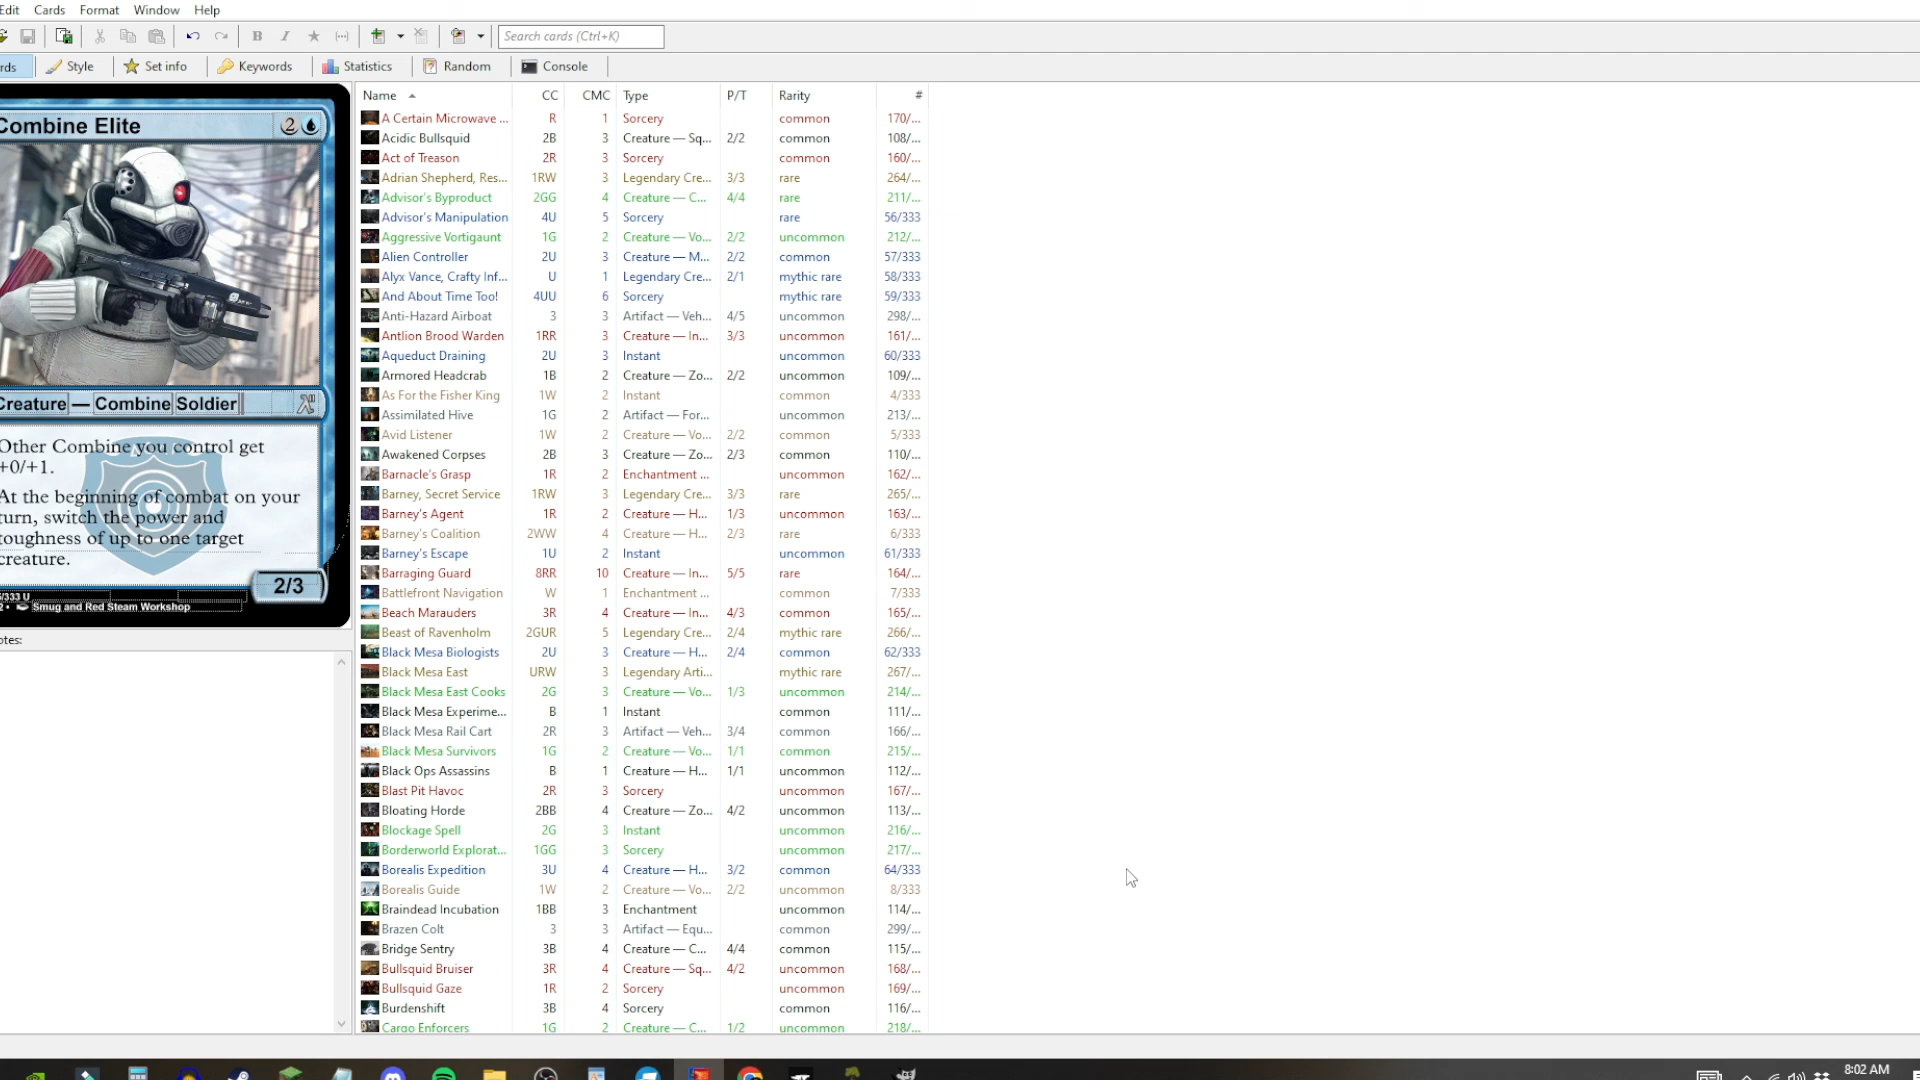 Edit Cards Format Window Help
Search cards (Ctrl+K)
rds Style Set info Keywords Statistics Random Console
Combine Elite 2
Creature — Combine Soldier
Other Combine you control get
+0/+1.
At the beginning of combat on your
turn, switch the power and
toughness of up to one target
creature.
2/3
/333 U
Smug and Red Steam Workshop
otes:
Name CC CMC Type P/T Rarity #
A Certain Microwave ... R 1 Sorcery common 170/...
Acidic Bullsquid 2B 3 Creature — Sq... 2/2 common 108/...
Act of Treason 2R 3 Sorcery common 160/...
Adrian Shepherd, Res... 1RW 3 Legendary Cre... 3/3 rare 264/...
Advisor's Byproduct 2GG 4 Creature — C... 4/4 rare 211/...
Advisor's Manipulation 4U 5 Sorcery rare 56/333
Aggressive Vortigaunt 1G 2 Creature — Vo... 2/2 uncommon 212/...
Alien Controller 2U 3 Creature — M... 2/2 common 57/333
Alyx Vance, Crafty Inf... U 1 Legendary Cre... 2/1 mythic rare 58/333
And About Time Too! 4UU 6 Sorcery mythic rare 59/333
Anti-Hazard Airboat 3 3 Artifact — Veh... 4/5 uncommon 298/...
Antlion Brood Warden 1RR 3 Creature — In... 3/3 uncommon 161/...
Aqueduct Draining 2U 3 Instant uncommon 60/333
Armored Headcrab 1B 2 Creature — Zo... 2/2 uncommon 109/...
As For the Fisher King 1W 2 Instant common 4/333
Assimilated Hive 1G 2 Artifact — For... uncommon 213/...
Avid Listener 1W 2 Creature — Vo... 2/2 common 5/333
Awakened Corpses 2B 3 Creature — Zo... 2/3 common 110/...
Barnacle's Grasp 1R 2 Enchantment ... uncommon 162/...
Barney, Secret Service 1RW 3 Legendary Cre... 3/3 rare 265/...
Barney's Agent 1R 2 Creature — H... 1/3 uncommon 163/...
Barney's Coalition 2WW 4 Creature — H... 2/3 rare 6/333
Barney's Escape 1U 2 Instant uncommon 61/333
Barraging Guard 8RR 10 Creature — In... 5/5 rare 164/...
Battlefront Navigation W 1 Enchantment ... common 7/333
Beach Marauders 3R 4 Creature — In... 4/3 common 165/...
Beast of Ravenholm 2GUR 5 Legendary Cre... 2/4 mythic rare 266/...
Black Mesa Biologists 2U 3 Creature — H... 2/4 common 62/333
Black Mesa East URW 3 Legendary Arti... mythic rare 267/...
Black Mesa East Cooks 2G 3 Creature — Vo... 1/3 uncommon 214/...
Black Mesa Experime... B 1 Instant common 111/...
Black Mesa Rail Cart 2R 3 Artifact — Veh... 3/4 common 166/...
Black Mesa Survivors 1G 2 Creature — Vo... 1/1 common 215/...
Black Ops Assassins B 1 Creature — H... 1/1 uncommon 112/...
Blast Pit Havoc 2R 3 Sorcery uncommon 167/...
Bloating Horde 2BB 4 Creature — Zo... 4/2 uncommon 113/...
Blockage Spell 2G 3 Instant uncommon 216/...
Borderworld Explorat... 1GG 3 Sorcery uncommon 217/...
Borealis Expedition 3U 4 Creature — H... 3/2 common 64/333
Borealis Guide 1W 2 Creature — Vo... 2/2 uncommon 8/333
Braindead Incubation 1BB 3 Enchantment uncommon 114/...
Brazen Colt 3 3 Artifact — Equ... common 299/...
Bridge Sentry 3B 4 Creature — C... 4/4 common 115/...
Bullsquid Bruiser 3R 4 Creature — Sq... 4/2 uncommon 168/...
Bullsquid Gaze 1R 2 Sorcery uncommon 169/...
Burdenshift 3B 4 Sorcery common 116/...
Cargo Enforcers 1G 2 Creature — C... 1/2 uncommon 218/...
8:02 AM